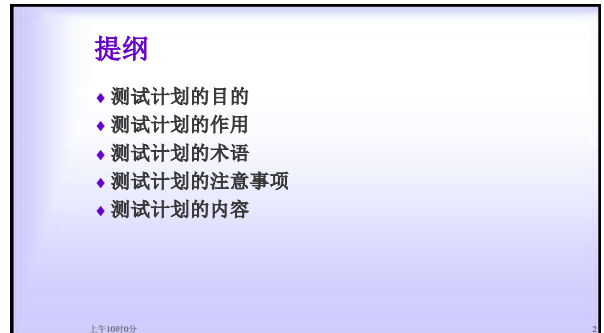 提纲
测试计划的目的
测试计划的作用
测试计划的术语
测试计划的注意事项
测试计划的内容
上午10时0分
2